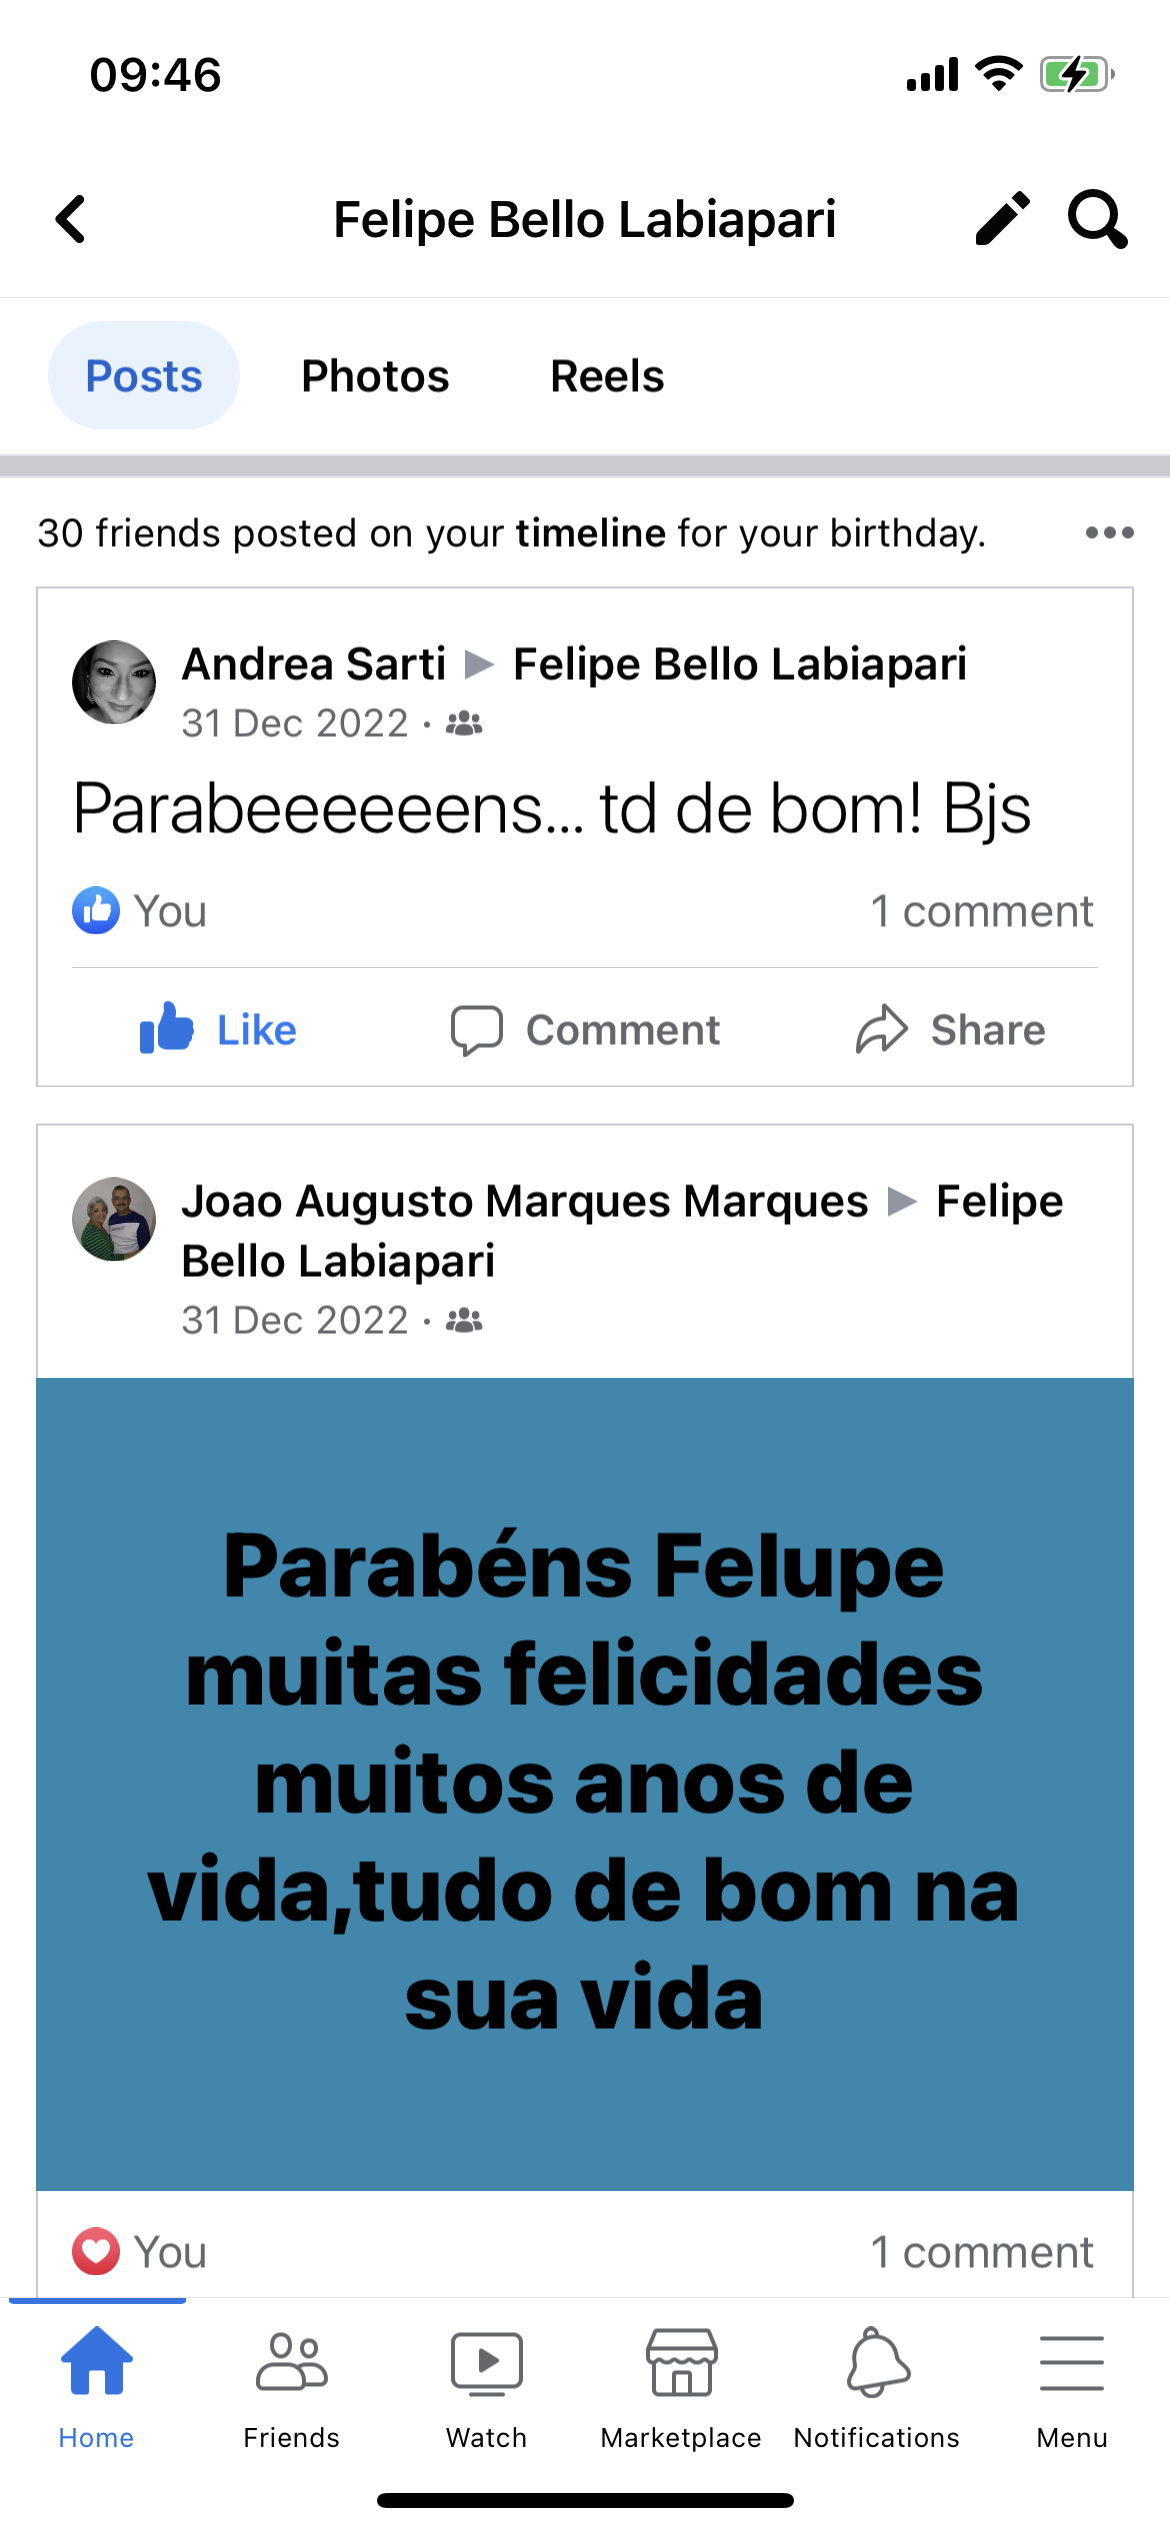 09:46
Felipe Bello Labiapari
Posts Photos Reels
30 friends posted on your timeline for your birthday.
Andrea Sarti ▶ Felipe Bello Labiapari
31 Dec 2022 ·
Parabeeeeeeens... td de bom! Bjs
You 1 comment
Like Comment Share
Joao Augusto Marques Marques ▶ Felipe
Bello Labiapari
31 Dec 2022 ·
Parabéns Felupe
muitas felicidades
muitos anos de
vida,tudo de bom na
sua vida
You 1 comment
Home Friends Watch Marketplace Notifications Menu